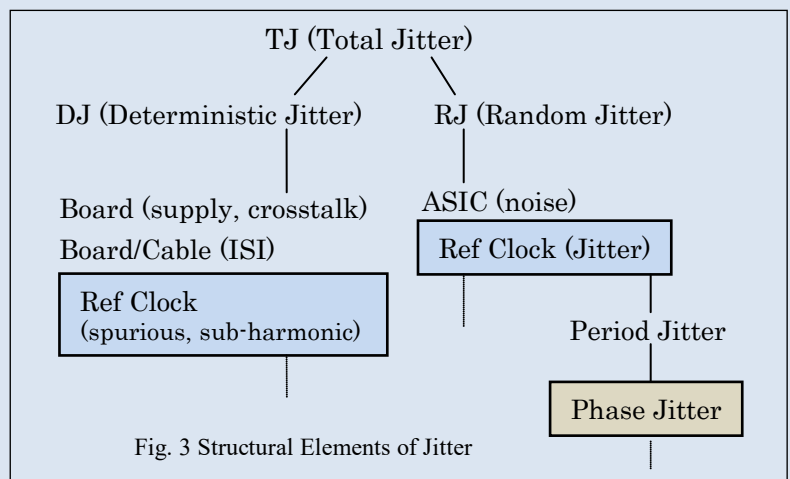 TJ (Total Jitter)
DJ (Deterministic Jitter)
RJ (Random Jitter)
Board (supply, crosstalk)
Board/Cable (ISI)
Ref Clock
(spurious, sub-harmonic)
ASIC (noise)
Ref Clock (Jitter)
Period Jitter
Phase Jitter
Fig. 3 Structural Elements of Jitter